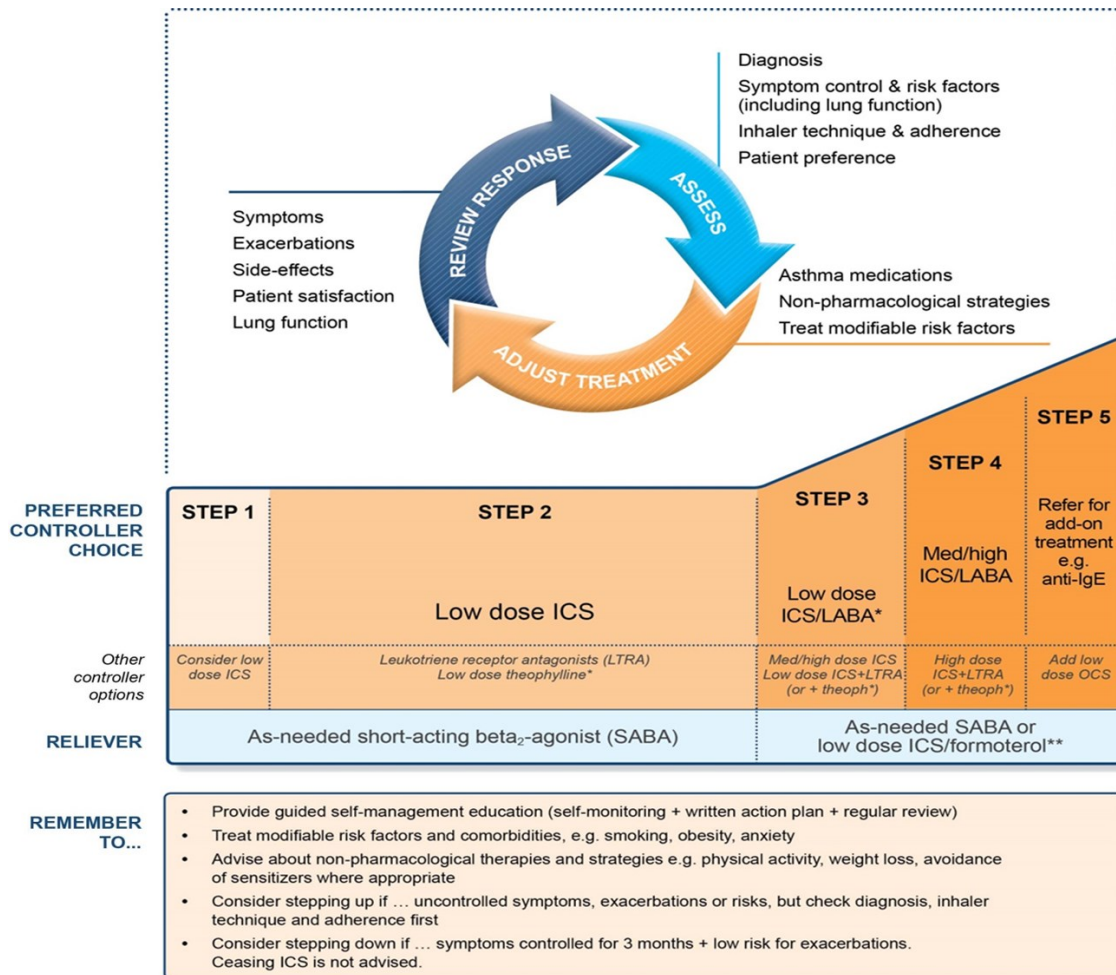 Diagnosis
Symptom control & risk factors
(including lung function)
Inhaler technique & adherence
Patient preference
REVIEW RESPONSE
ASSESS
ADJUST TREATMENT
Symptoms
Exacerbations
Side-effects
Patient satisfaction
Lung function
Asthma medications
Non-pharmacological strategies
Treat modifiable risk factors
PREFERRED
CONTROLLER
CHOICE
STEP 1
STEP 2
Low dose ICS
STEP 3
Low dose
ICS/LABA*
STEP 4
Med/high
ICS/LABA
STEP 5
Refer for
add-on
treatment
e.g.
anti-IgE
Other
controller
options
Consider low
dose ICS
Leukotriene receptor antagonists (LTRA)
Low dose theophylline*
Med/high dose ICS
Low dose ICS+LTRA
(or + theoph*)
High dose
ICS+LTRA
(or + theoph*)
Add low
dose OCS
RELIEVER
As-needed short-acting beta₂-agonist (SABA)
As-needed SABA or
low dose ICS/formoterol**
REMEMBER
TO...
• Provide guided self-management education (self-monitoring + written action plan + regular review)
• Treat modifiable risk factors and comorbidities, e.g. smoking, obesity, anxiety
• Advise about non-pharmacological therapies and strategies e.g. physical activity, weight loss, avoidance
of sensitizers where appropriate
• Consider stepping up if … uncontrolled symptoms, exacerbations or risks, but check diagnosis, inhaler
technique and adherence first
• Consider stepping down if … symptoms controlled for 3 months + low risk for exacerbations.
Ceasing ICS is not advised.